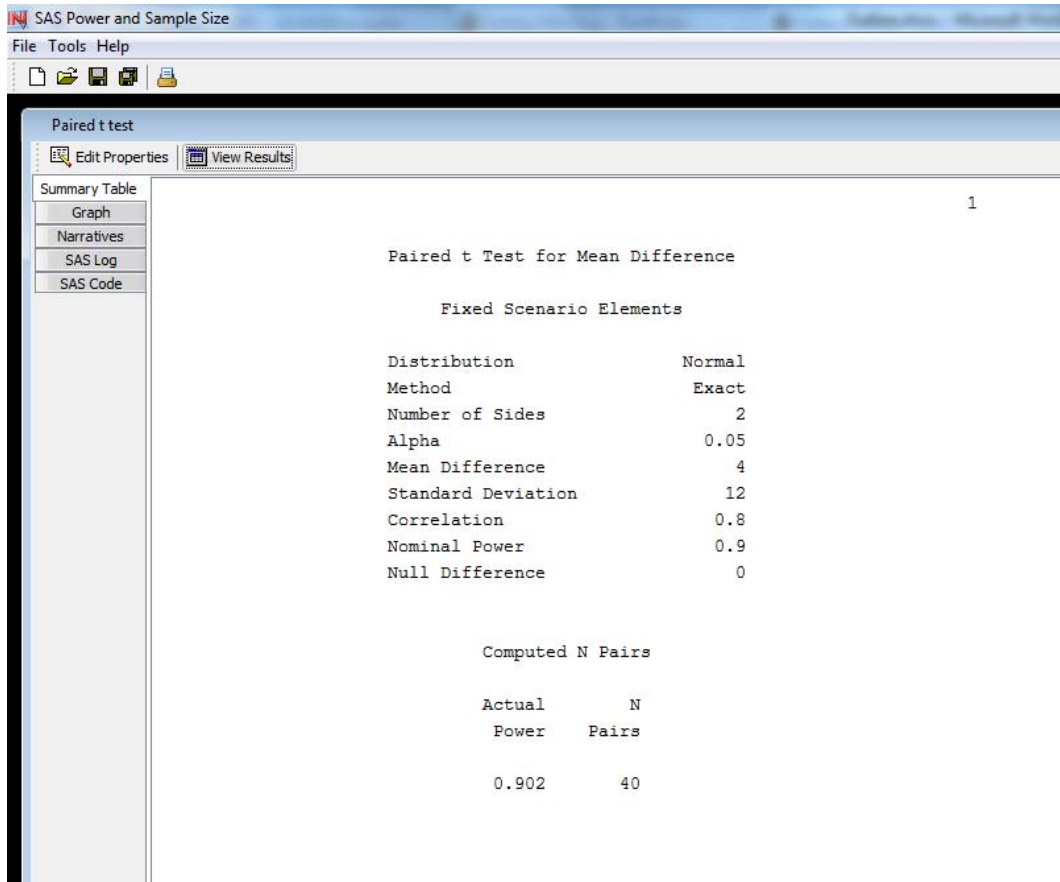 SAS Power and Sample Size
File Tools Help
Paired t test
Edit Properties View Results
Summary Table
Graph
Narratives
SAS Log
SAS Code
1
Paired t Test for Mean Difference
Fixed Scenario Elements
Distribution Normal
Method Exact
Number of Sides 2
Alpha 0.05
Mean Difference 4
Standard Deviation 12
Correlation 0.8
Nominal Power 0.9
Null Difference 0
Computed N Pairs
Actual N
Power Pairs
0.902 40